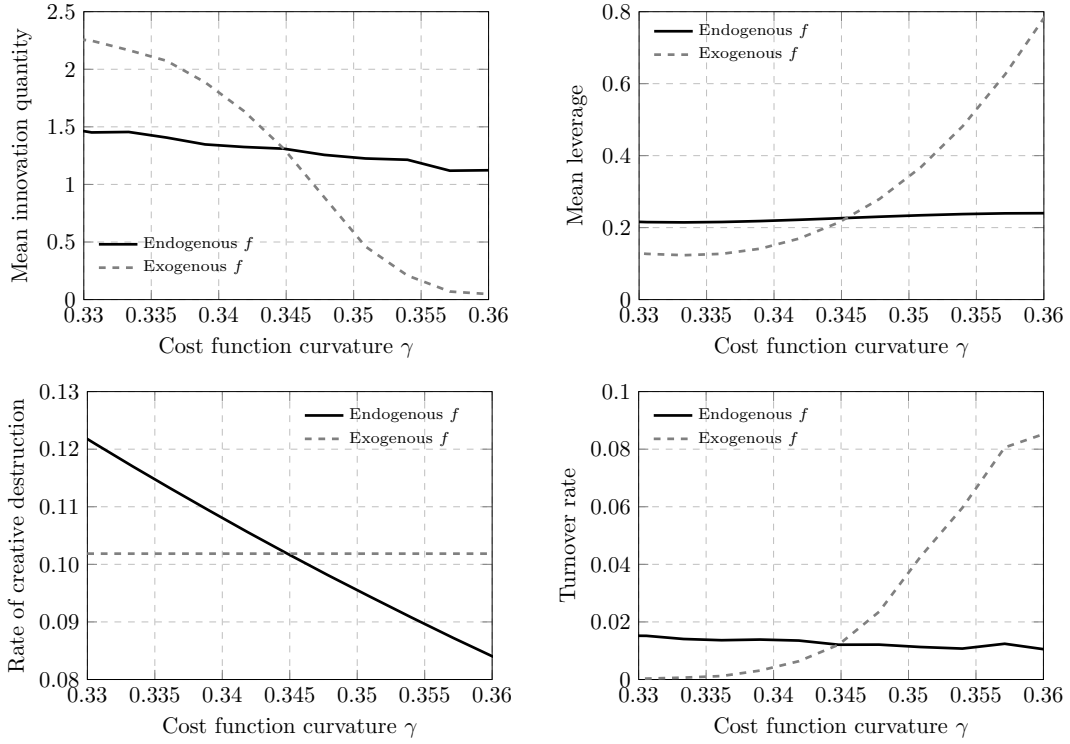 Mean innovation quantity
2.5
2
1.5
1
0.5
0
Endogenous f
Exogenous f
0.33 0.335 0.34 0.345 0.35 0.355 0.36
Cost function curvature γ
Mean leverage
0.8
0.6
0.4
0.2
0
Endogenous f
Exogenous f
0.33 0.335 0.34 0.345 0.35 0.355 0.36
Cost function curvature γ
Rate of creative destruction
0.13
0.12
0.11
0.10
0.09
0.08
Endogenous f
Exogenous f
0.33 0.335 0.34 0.345 0.35 0.355 0.36
Cost function curvature γ
Turnover rate
0.1
0.08
0.06
0.04
0.02
0
Endogenous f
Exogenous f
0.33 0.335 0.34 0.345 0.35 0.355 0.36
Cost function curvature γ